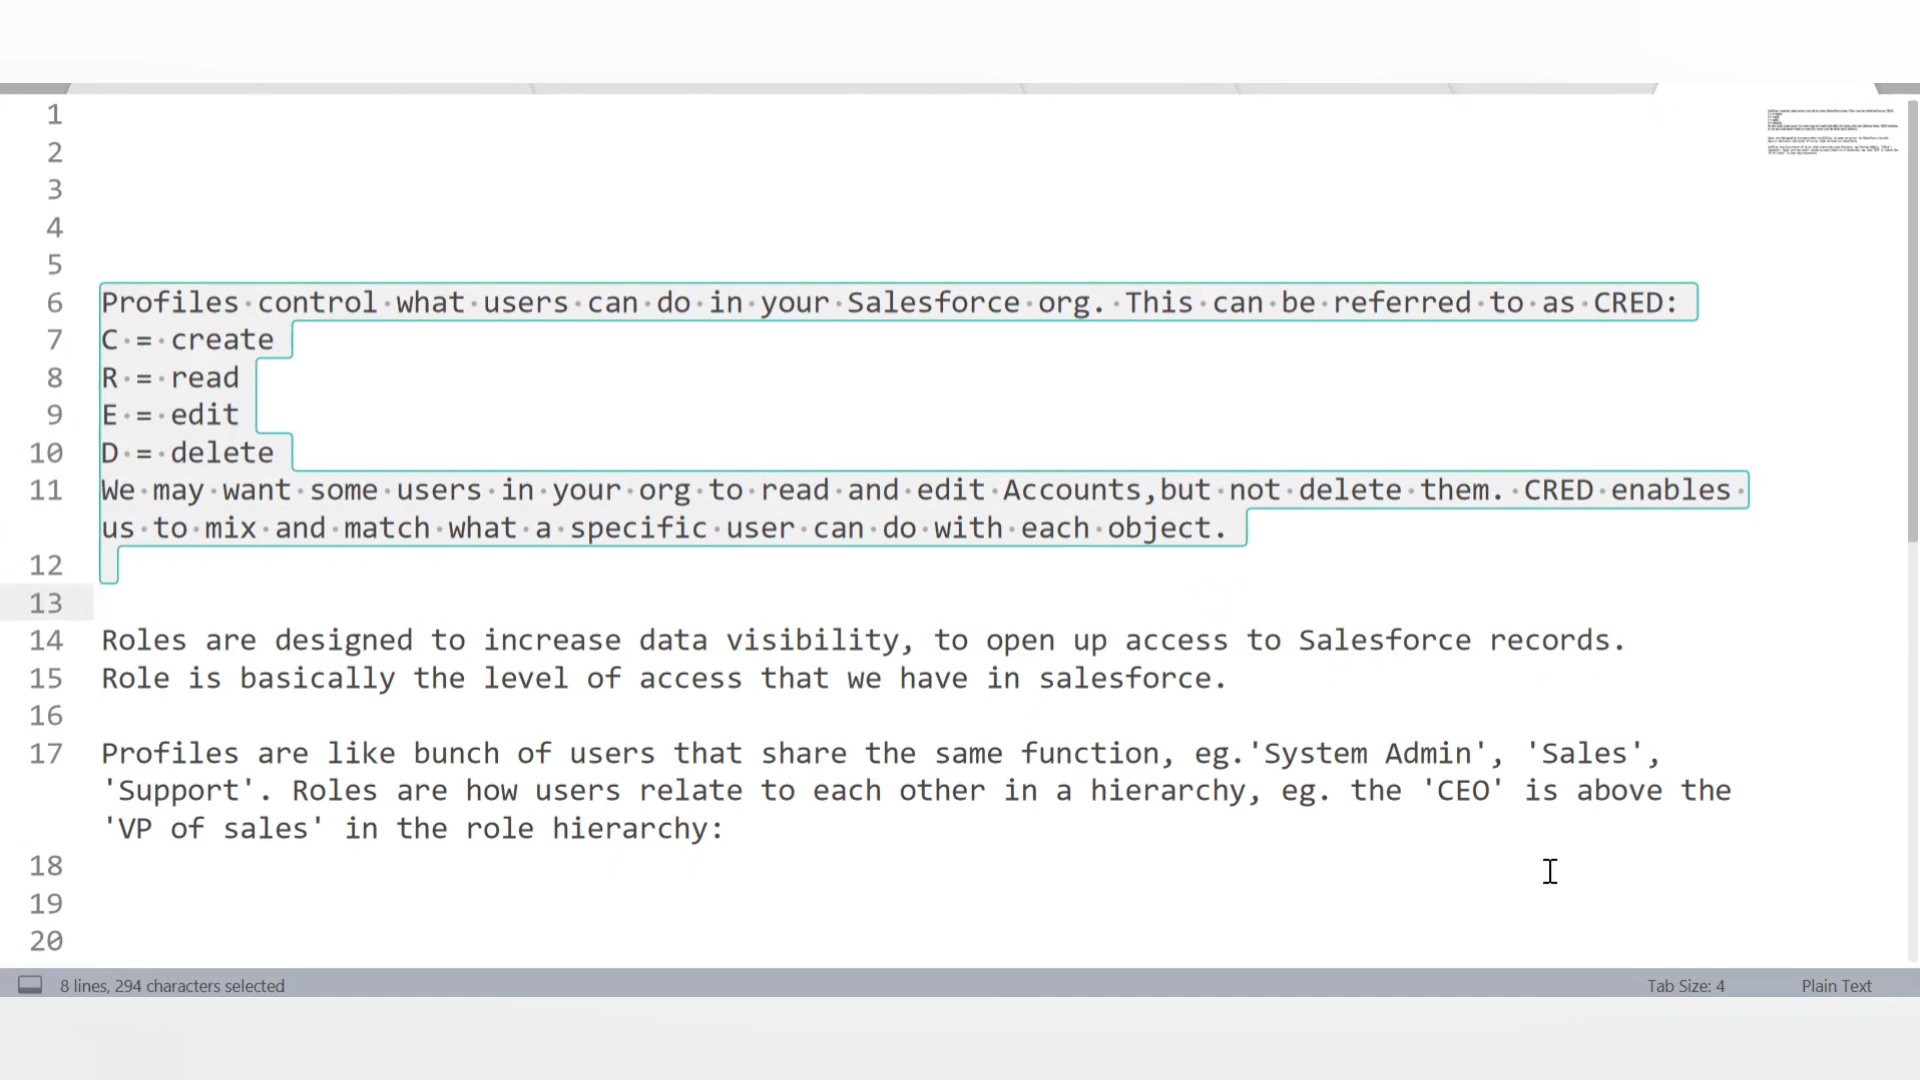 1
2
3
4
5
6 Profiles control what users can do in your Salesforce org. This can be referred to as CRED:
7 C = create
8 R = read
9 E = edit
10 D = delete
11 We may want some users in your org to read and edit Accounts,but not delete them. CRED enables
us to mix and match what a specific user can do with each object.
12
13
14 Roles are designed to increase data visibility, to open up access to Salesforce records.
15 Role is basically the level of access that we have in salesforce.
16
17 Profiles are like bunch of users that share the same function, eg.'System Admin', 'Sales',
'Support'. Roles are how users relate to each other in a hierarchy, eg. the 'CEO' is above the
'VP of sales' in the role hierarchy:
18
19
20
8 lines, 294 characters selected Tab Size: 4 Plain Text